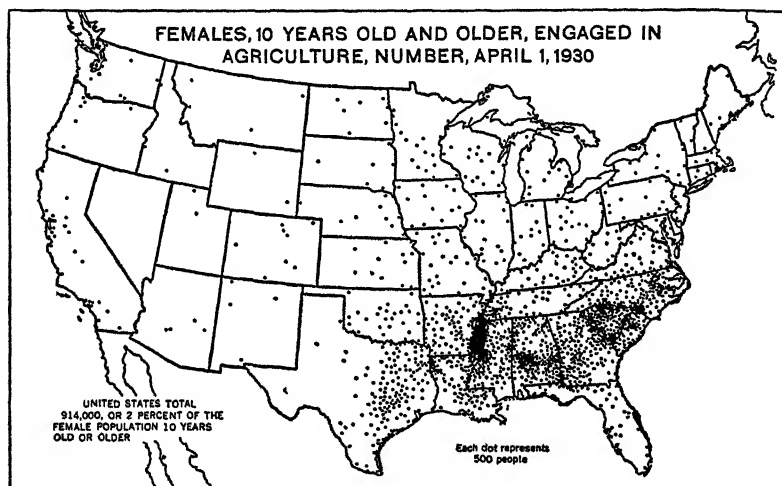 FEMALES, 10 YEARS OLD AND OLDER, ENGAGED IN
AGRICULTURE, NUMBER, APRIL 1, 1930
UNITED STATES TOTAL
914,000, OR 2 PERCENT OF THE
FEMALE POPULATION 10 YEARS
OLD OR OLDER
Each dot represents
500 people